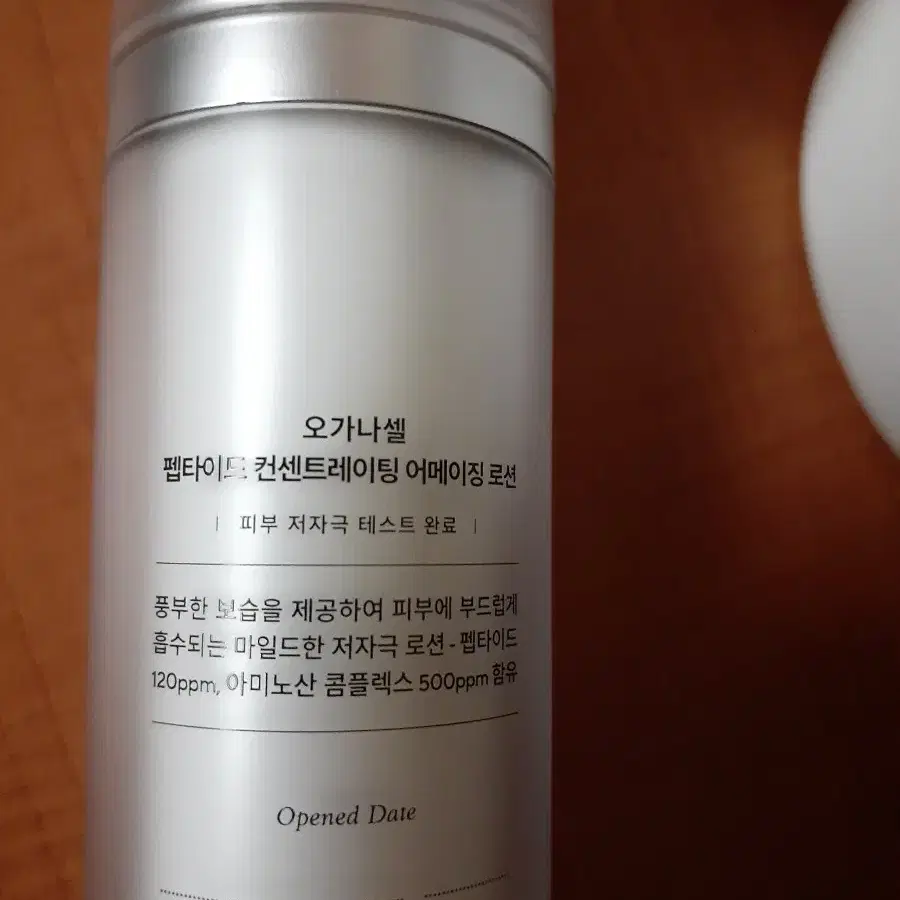 오가나셀
펩타이드 컨센트레이팅 어메이징 로션
| 피부 저자극 테스트 완료 |
풍부한 보습을 제공하여 피부에 부드럽게
흡수되는 마일드한 저자극 로션 - 펩타이드
120ppm, 아미노산 콤플렉스 500ppm 함유
Opened Date